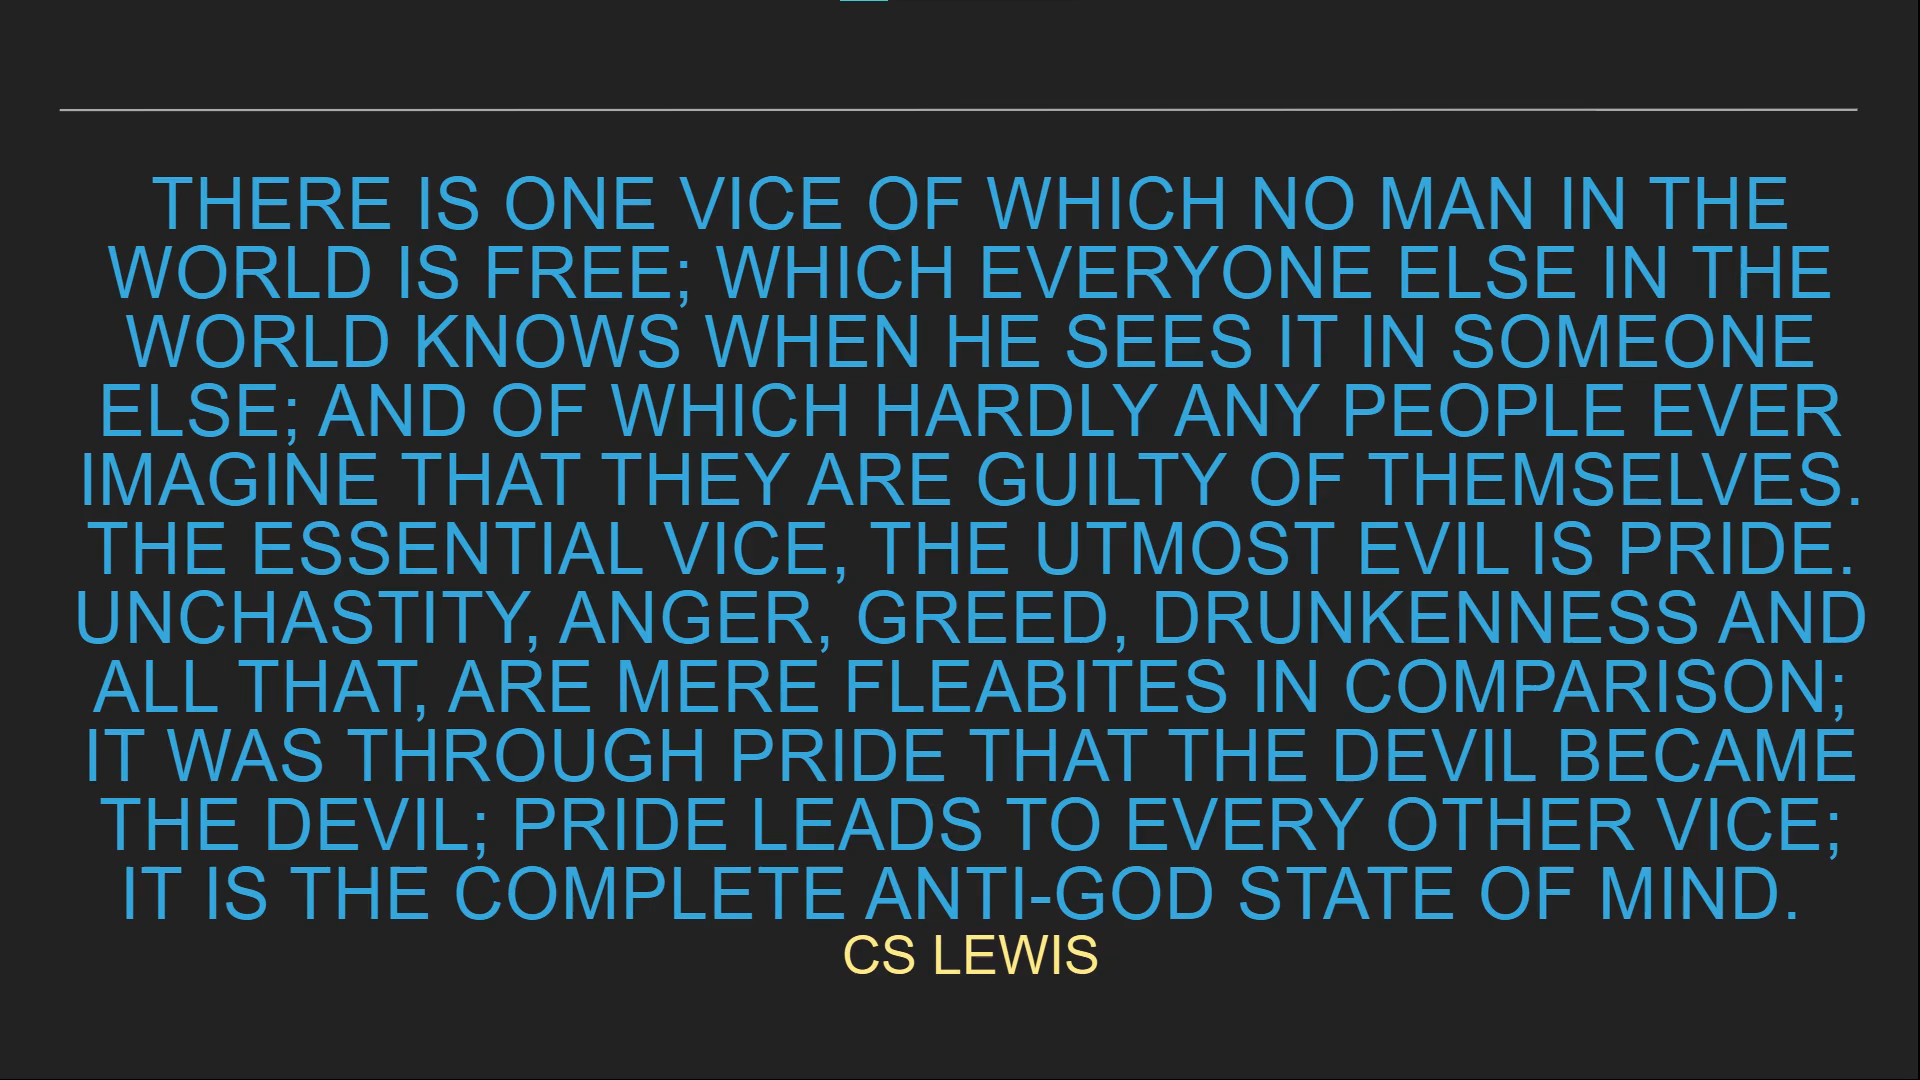 THERE IS ONE VICE OF WHICH NO MAN IN THE
WORLD IS FREE; WHICH EVERYONE ELSE IN THE
WORLD KNOWS WHEN HE SEES IT IN SOMEONE
ELSE; AND OF WHICH HARDLY ANY PEOPLE EVER
IMAGINE THAT THEY ARE GUILTY OF THEMSELVES.
THE ESSENTIAL VICE, THE UTMOST EVIL IS PRIDE.
UNCHASTITY, ANGER, GREED, DRUNKENNESS AND
ALL THAT, ARE MERE FLEABITES IN COMPARISON;
IT WAS THROUGH PRIDE THAT THE DEVIL BECAME
THE DEVIL; PRIDE LEADS TO EVERY OTHER VICE;
IT IS THE COMPLETE ANTI-GOD STATE OF MIND.
CS LEWIS